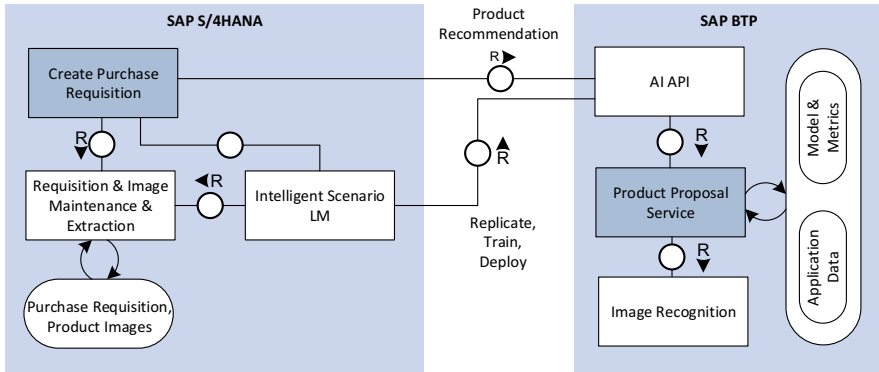 SAP S/4HANA
Create Purchase
Requisition
R
R
Requisition & Image
Maintenance &
Extraction
Intelligent Scenario
LM
Purchase Requisition,
Product Images
Product
Recommendation
R
R
Replicate,
Train,
Deploy
SAP BTP
AI API
R
Product Proposal
Service
R
Image Recognition
Model &
Metrics
Application
Data